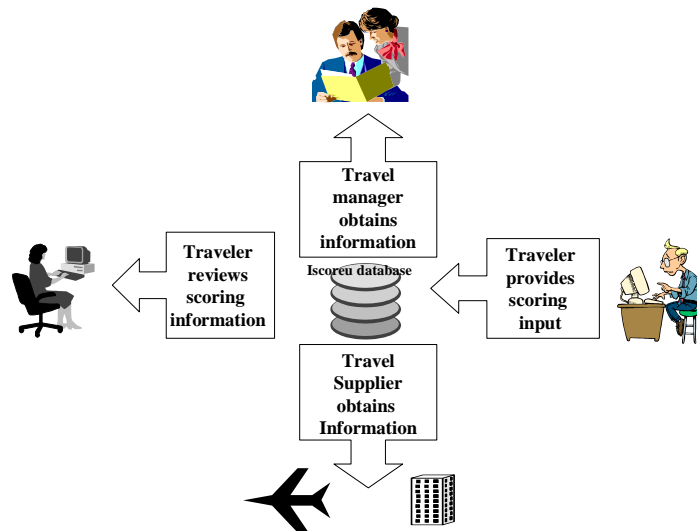 Travel
manager
obtains
information
Traveler
reviews
scoring
information
Iscoreu database
Traveler
provides
scoring
input
Travel
Supplier
obtains
Information